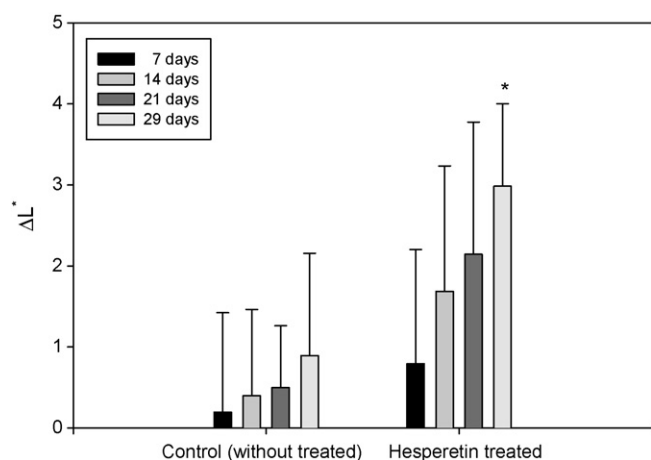 5
4
3
2
1
0
ΔL*
7 days
14 days
21 days
29 days
*
Control (without treated)
Hesperetin treated